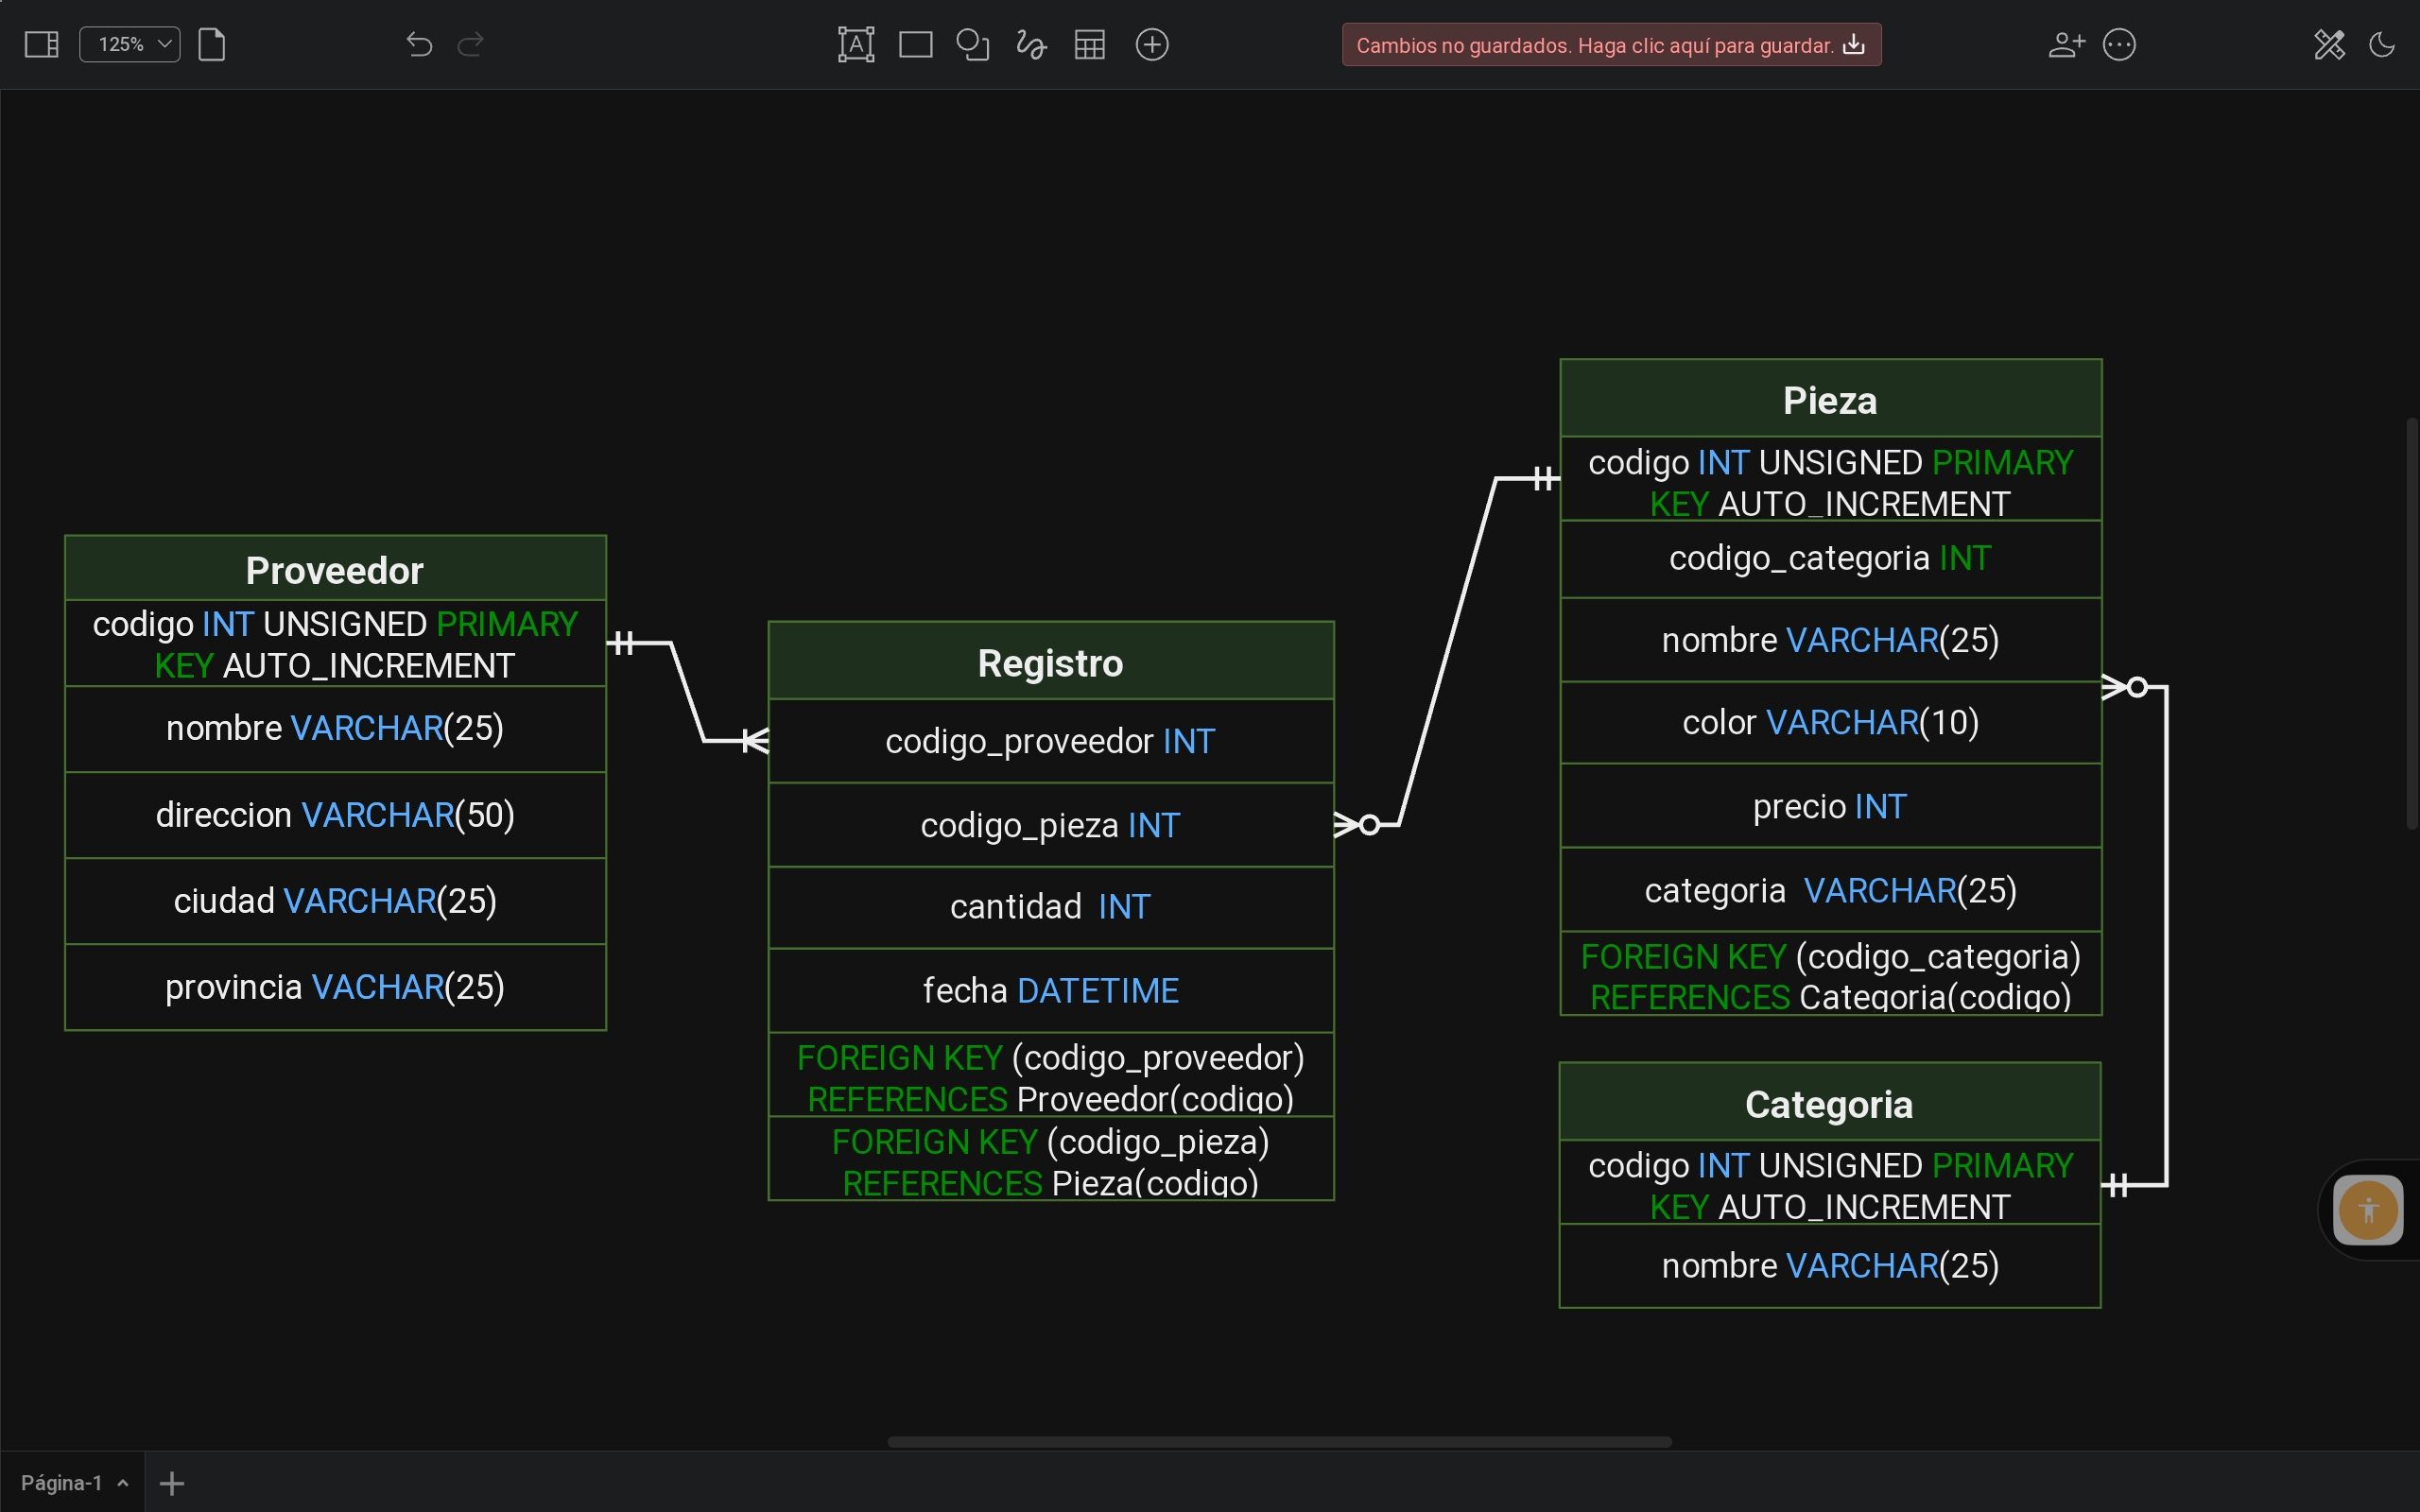 125%
A
Cambios no guardados. Haga clic aquí para guardar.
Proveedor
codigo INT UNSIGNED PRIMARY
KEY AUTO_INCREMENT
nombre VARCHAR(25)
direccion VARCHAR(50)
ciudad VARCHAR(25)
provincia VACHAR(25)
Registro
codigo_proveedor INT
codigo_pieza INT
cantidad INT
fecha DATETIME
FOREIGN KEY (codigo_proveedor)
REFERENCES Proveedor(codigo)
FOREIGN KEY (codigo_pieza)
REFERENCES Pieza(codigo)
Pieza
codigo INT UNSIGNED PRIMARY
KEY AUTO_INCREMENT
codigo_categoria INT
nombre VARCHAR(25)
color VARCHAR(10)
precio INT
categoria VARCHAR(25)
FOREIGN KEY (codigo_categoria)
REFERENCES Categoria(codigo)
Categoria
codigo INT UNSIGNED PRIMARY
KEY AUTO_INCREMENT
nombre VARCHAR(25)
Página-1